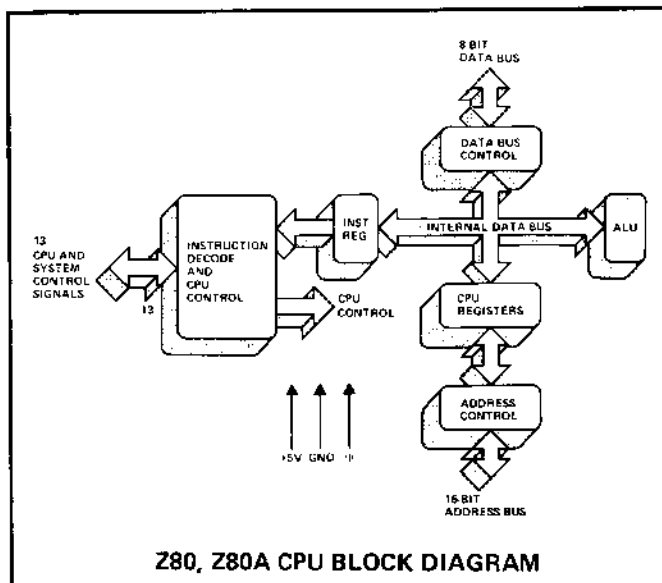 8-BIT
DATA BUS
DATA BUS
CONTROL
INST
REG
INTERNAL DATA BUS
ALU
13
CPU AND
SYSTEM
CONTROL
SIGNALS
INSTRUCTION
DECODE
AND
CPU
CONTROL
13
CPU
CONTROL
CPU
REGISTERS
ADDRESS
CONTROL
+5V GND Φ
16-BIT
ADDRESS BUS
Z80, Z80A CPU BLOCK DIAGRAM